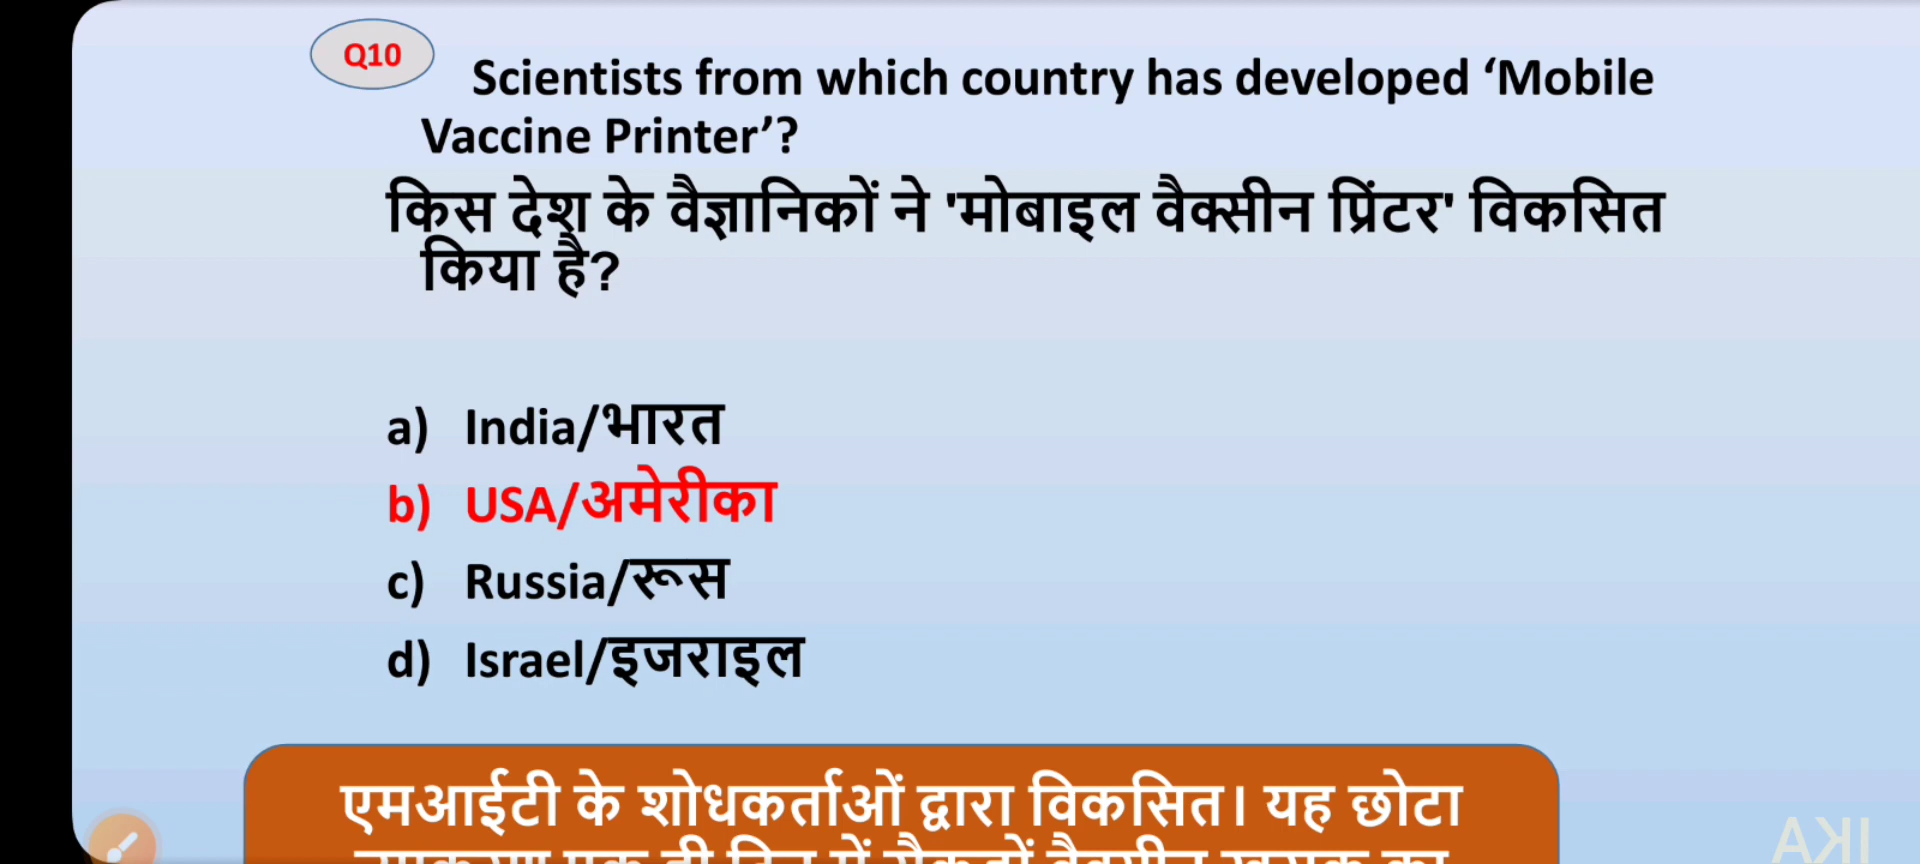 Q10
Scientists from which country has developed ‘Mobile
Vaccine Printer’?
किस देश के वैज्ञानिकों ने 'मोबाइल वैक्सीन प्रिंटर' विकसित
किया है?
a) India/भारत
b) USA/अमेरीका
c) Russia/रूस
d) Israel/इजराइल
एमआईटी के शोधकर्ताओं द्वारा विकसित। यह छोटा